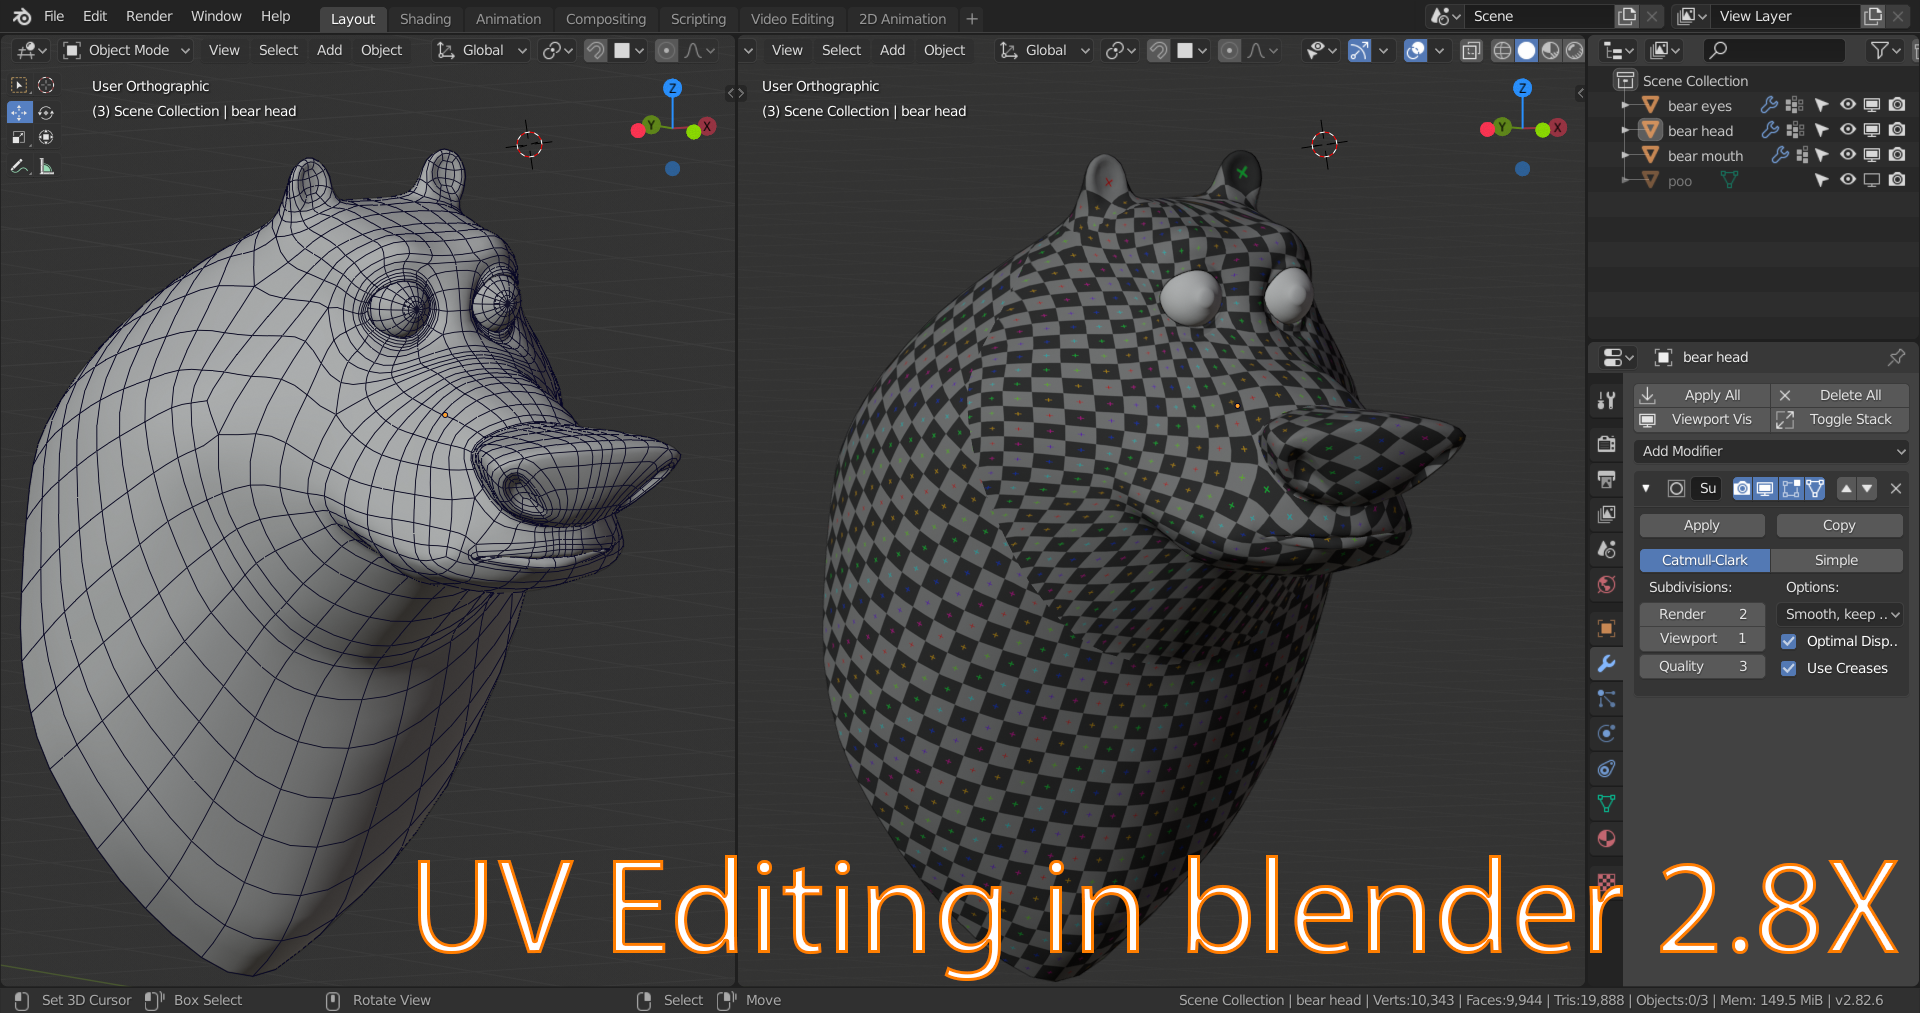 File Edit Render Window Help Layout Shading Animation Compositing Scripting Video Editing 2D Animation + Scene View Layer
Object Mode View Select Add Object Global View Select Add Object Global
User Orthographic
(3) Scene Collection | bear head
Z
Y
X
User Orthographic
(3) Scene Collection | bear head
Z
Y
X
Scene Collection
bear eyes
bear head
bear mouth
poo
bear head
Apply All Delete All
Viewport Vis Toggle Stack
Add Modifier
Su
Apply Copy
Catmull-Clark Simple
Subdivisions: Options:
Render 2 Smooth, keep ..
Viewport 1 Optimal Disp..
Quality 3 Use Creases
UV Editing in blender 2.8X
Set 3D Cursor Box Select Rotate View Select Move Scene Collection | bear head | Verts:10,343 | Faces:9,944 | Tris:19,888 | Objects:0/3 | Mem: 149.5 MiB | v2.82.6